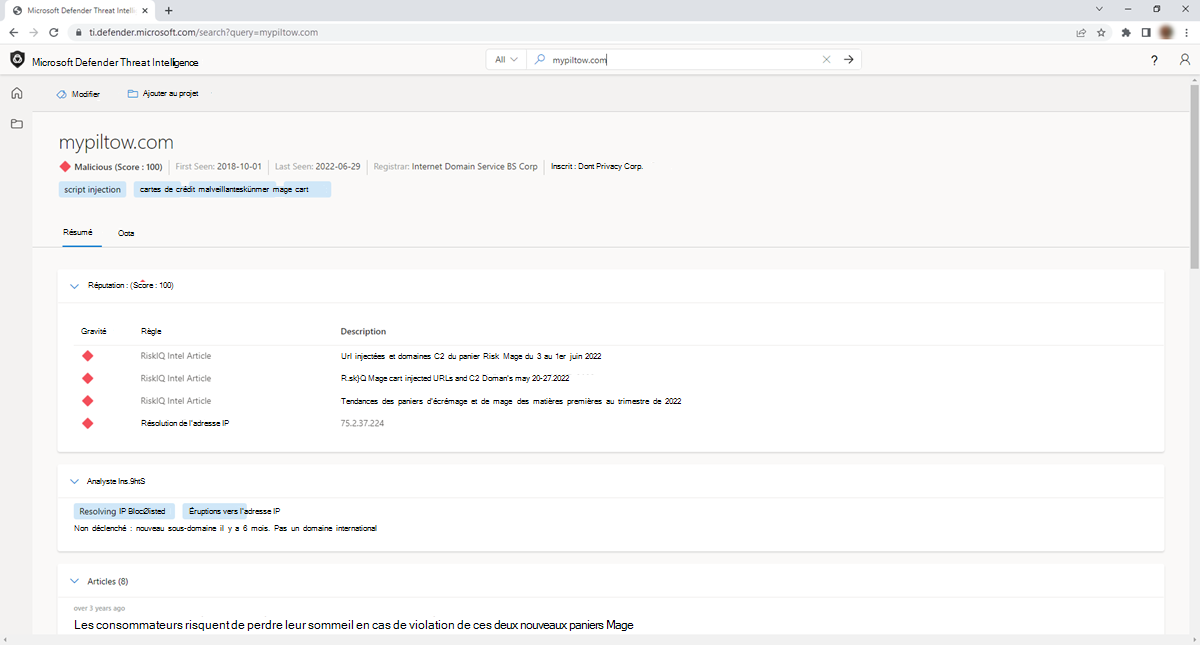 Microsoft Defender Threat Intelli
ti.defender.microsoft.com/search?query=mypiltow.com
Microsoft Defender Threat Intelligence
All
mypiltow.com
?
Modifier
Ajouter au projet
mypiltow.com
Malicious (Score : 100)
First Seen: 2018-10-01
Last Seen: 2022-06-29
Registrar: Internet Domain Service BS Corp
Inscrit : Dont Privacy Corp.
script injection
cartes de crédit malveillanteskünmer mage cart
Résumé
Oota
Réputation : (Score : 100)
Gravité
Règle
Description
RiskIQ Intel Article
Url injectées et domaines C2 du panier Risk Mage du 3 au 1er juin 2022
RiskIQ Intel Article
R.sk}Q Mage cart injected URLs and C2 Doman's may 20-27.2022
RiskIQ Intel Article
Tendances des paniers d'écrémage et de mage des matières premières au trimestre de 2022
Résolution de l'adresse IP
75.2.37.224
Analyste Ins.9htS
Resolving IP BlocØisted
Éruptions vers l'adresse IP
Non déclenché : nouveau sous-domaine il y a 6 mois. Pas un domaine international
Articles (8)
over 3 years ago
Les consommateurs risquent de perdre leur sommeil en cas de violation de ces deux nouveaux paniers Mage